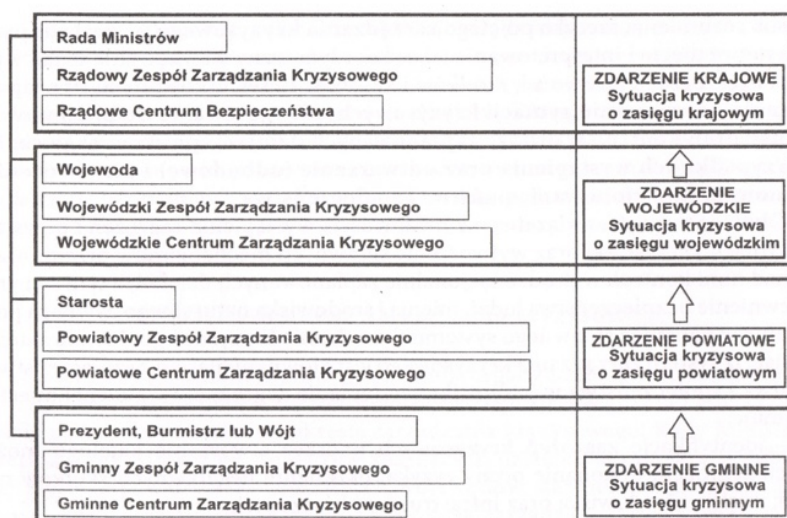 Rada Ministrów
Rządowy Zespół Zarządzania Kryzysowego
Rządowe Centrum Bezpieczeństwa
ZDARZENIE KRAJOWE
Sytuacja kryzysowa
o zasięgu krajowym
Wojewoda
Wojewódzki Zespół Zarządzania Kryzysowego
Wojewódzkie Centrum Zarządzania Kryzysowego
ZDARZENIE
WOJEWÓDZKIE
Sytuacja kryzysowa
o zasięgu wojewódzkim
Starosta
Powiatowy Zespół Zarządzania Kryzysowego
Powiatowe Centrum Zarządzania Kryzysowego
ZDARZENIE POWIATOWE
Sytuacja kryzysowa
o zasięgu powiatowym
Prezydent, Burmistrz lub Wójt
Gminny Zespół Zarządzania Kryzysowego
Gminne Centrum Zarządzania Kryzysowego
ZDARZENIE GMINNE
Sytuacja kryzysowa
o zasięgu gminnym